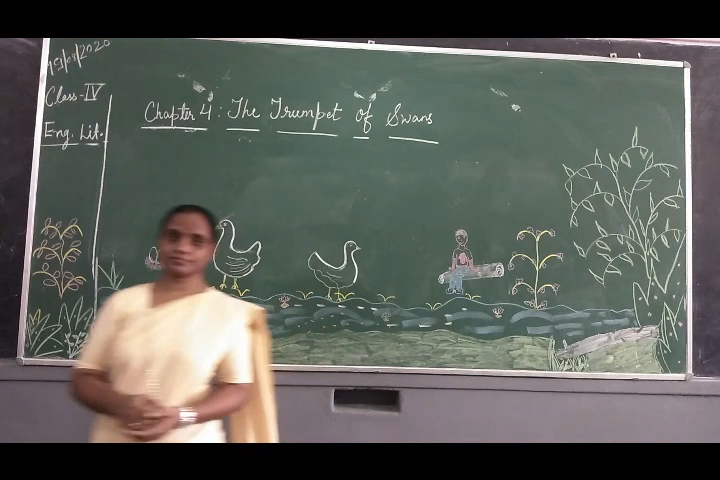 Class-IV
Eng. Lit.
Chapter 4 : The Trumpet of Swans